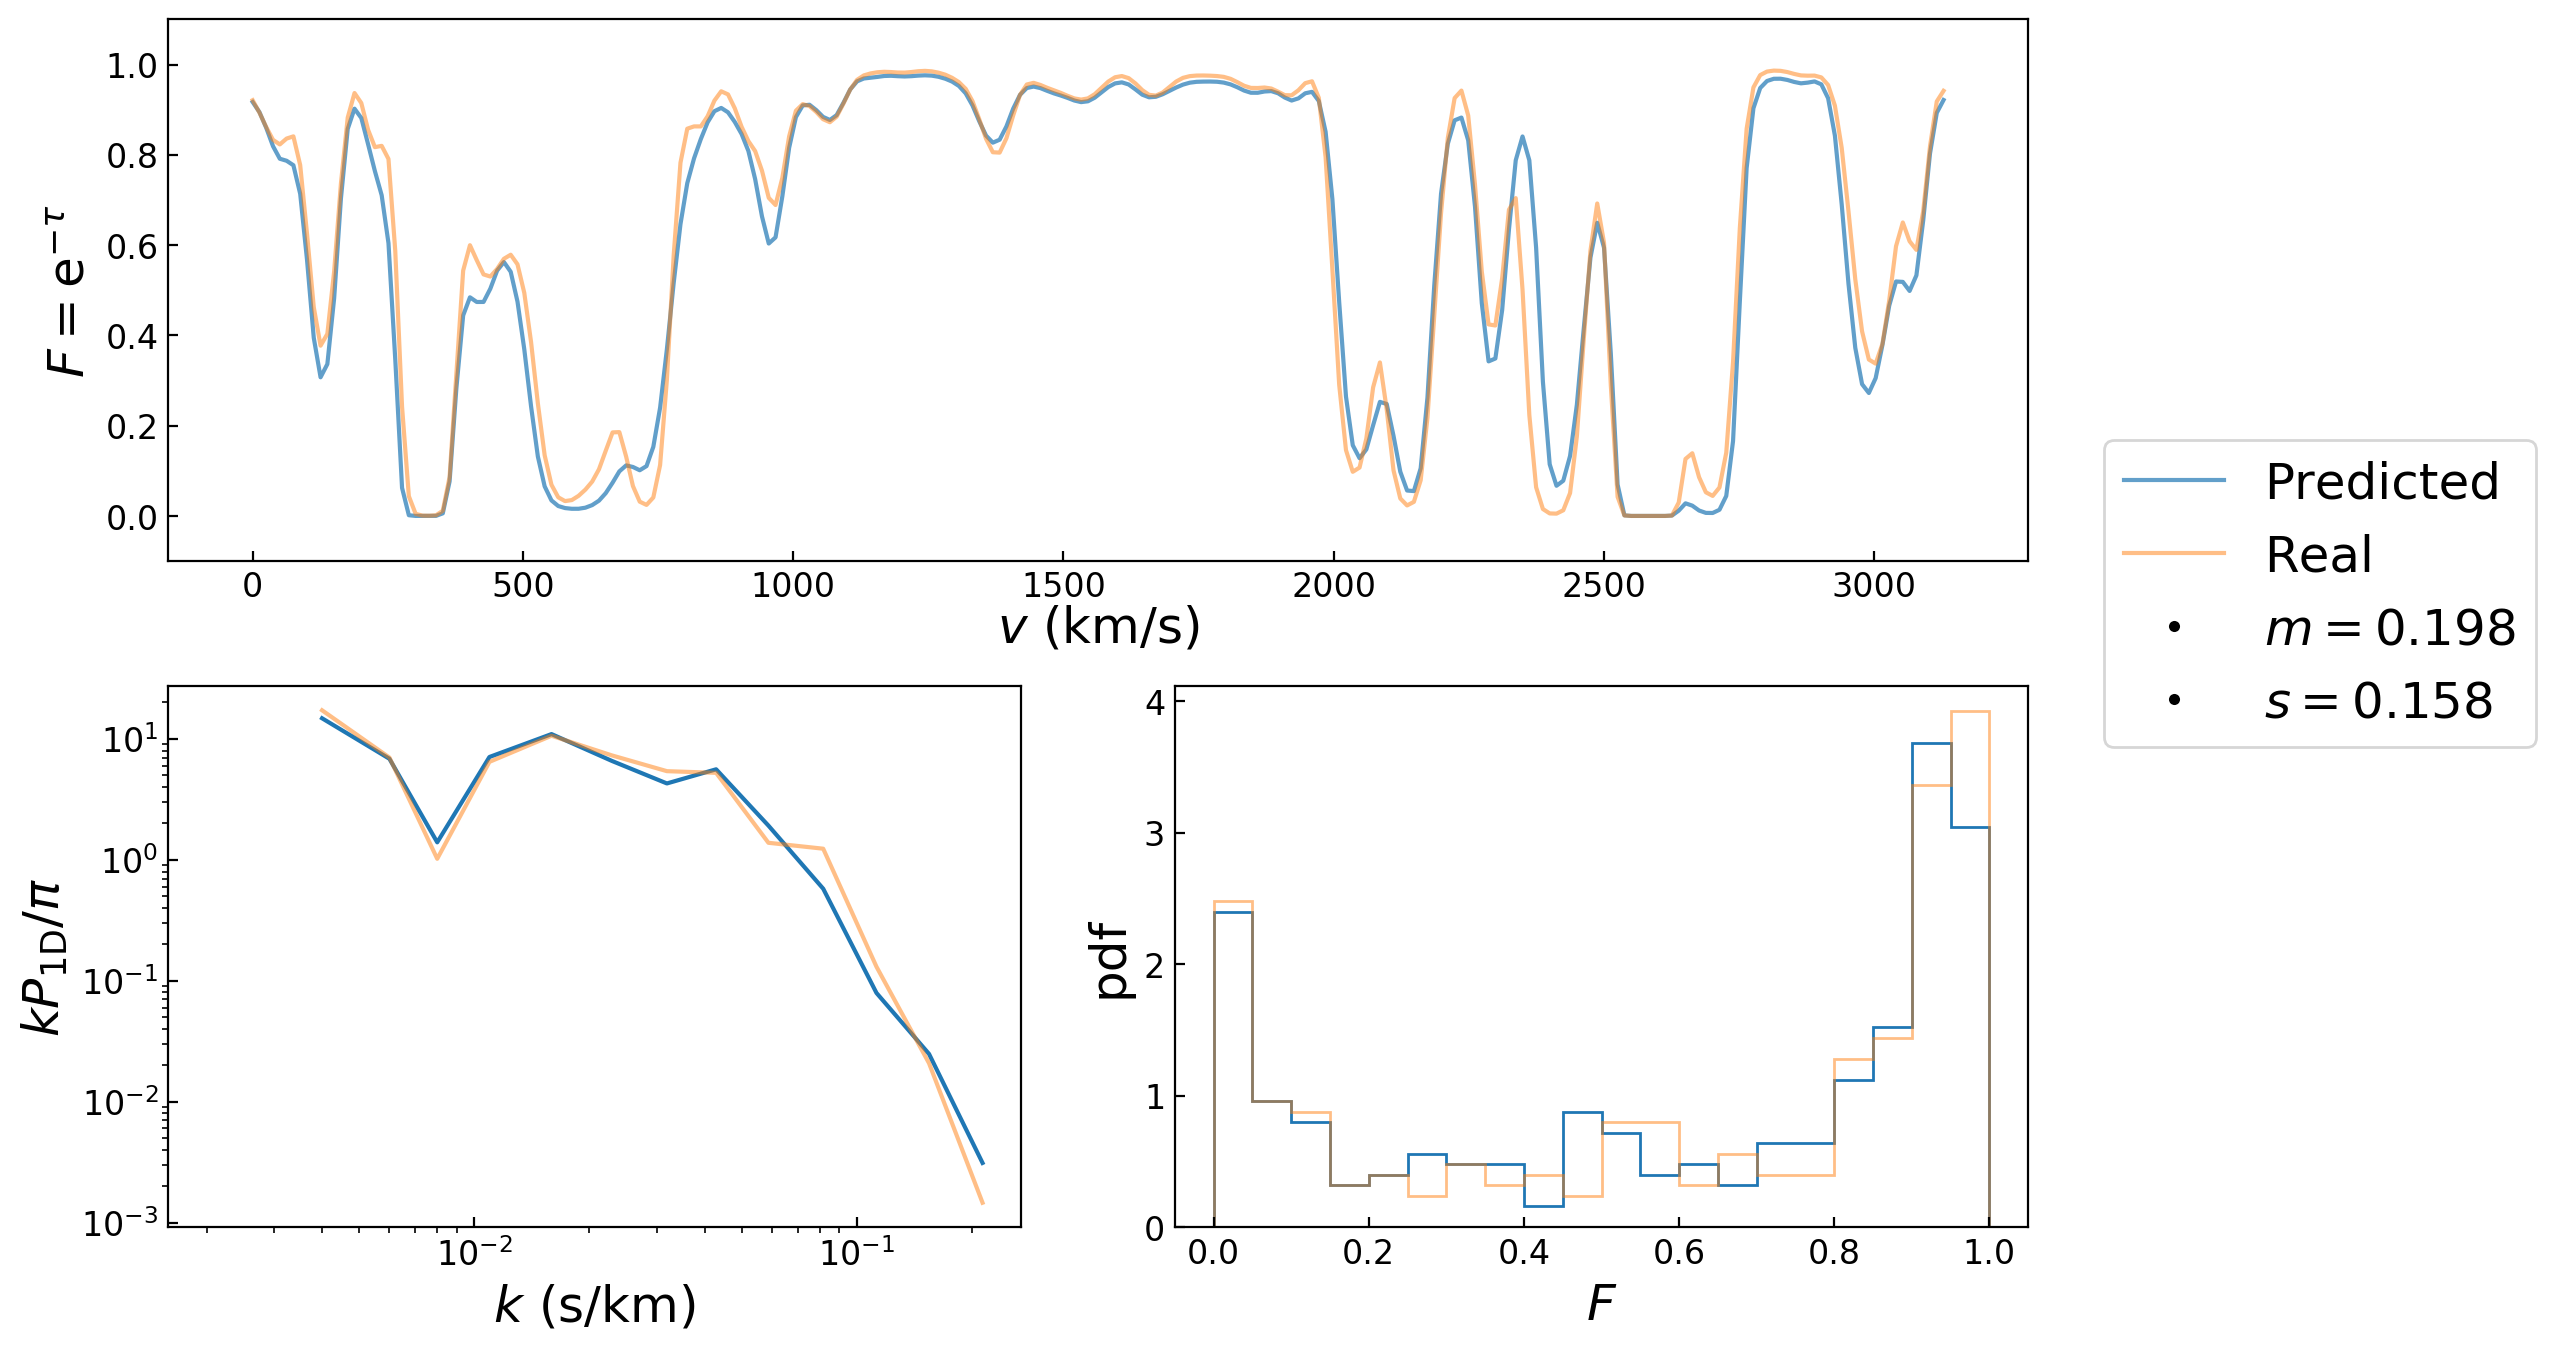 1.0
0.8
0.6
0.4
0.2
0.0
F = e^{-τ}
0 500 1000 1500 2000 2500 3000
v (km/s)
Predicted
Real
m = 0.198
s = 0.158
10^1
10^0
10^{-1}
10^{-2}
10^{-3}
kP_{1D}/π
10^{-2} 10^{-1}
k (s/km)
4
3
2
1
0
pdf
0.0 0.2 0.4 0.6 0.8 1.0
F